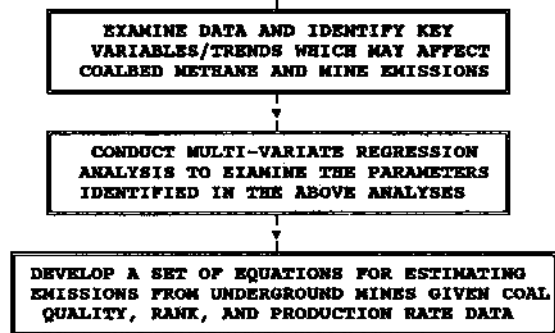 EXAMINE DATA AND IDENTIFY KEY
VARIABLES/TRENDS WHICH MAY AFFECT
COALBED METHANE AND MINE EMISSIONS
CONDUCT MULTI-VARIATE REGRESSION
ANALYSIS TO EXAMINE THE PARAMETERS
IDENTIFIED IN THE ABOVE ANALYSES
DEVELOP A SET OF EQUATIONS FOR ESTIMATING
EMISSIONS FROM UNDERGROUND MINES GIVEN COAL
QUALITY, RANK, AND PRODUCTION RATE DATA